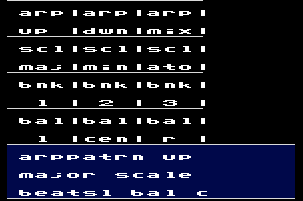 arp|arp|arp|
up |dwn|mix|
scl|scl|scl|
maj|min|ato|
bnk|bnk|bnk|
1 | 2 | 3 |
bal|bal|bal|
l |cen| r |
arppatrn up
major scale
beats1 bal c